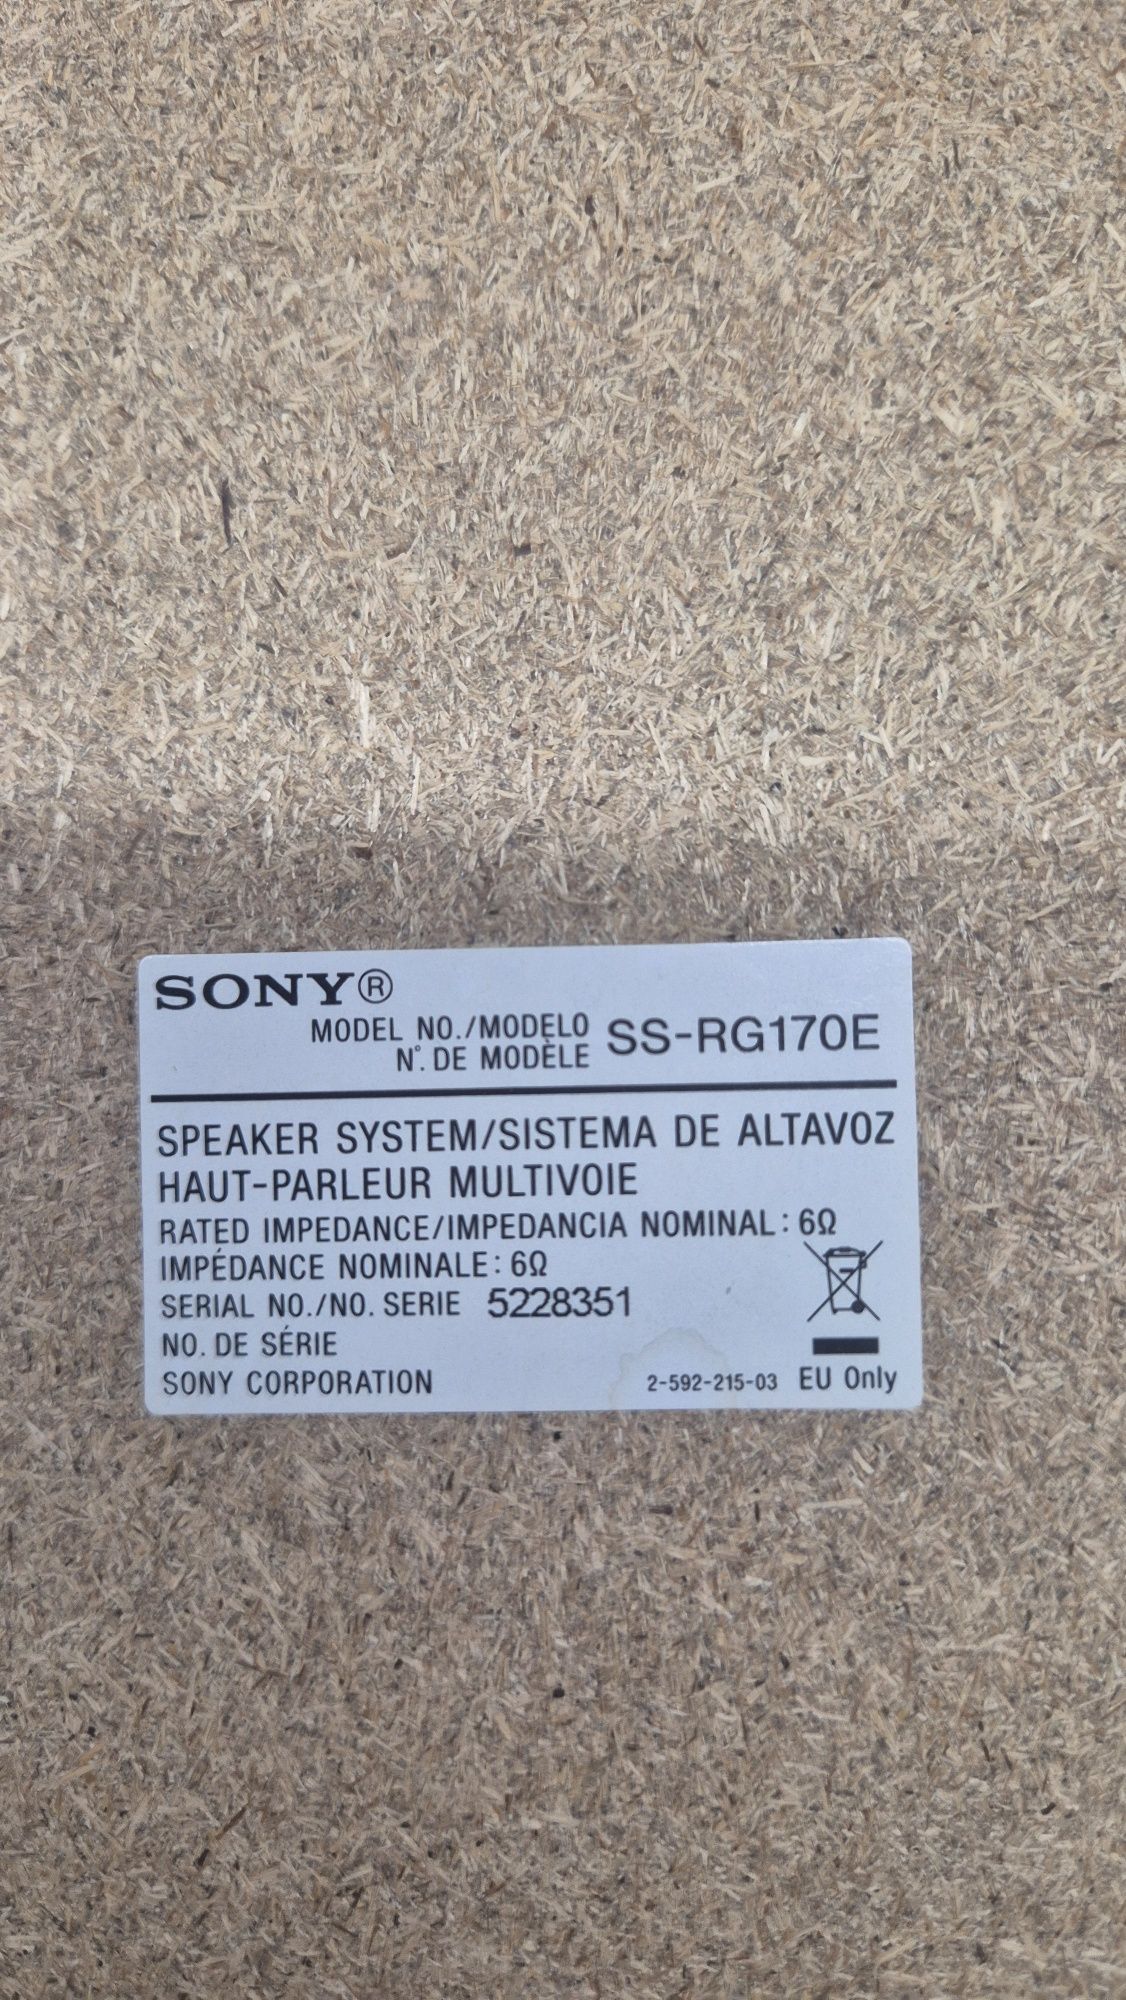 SONY®
MODEL NO./MODELO
N°. DE MODÈLE SS-RG170E
SPEAKER SYSTEM/SISTEMA DE ALTAVOZ
HAUT-PARLEUR MULTIVOIE
RATED IMPEDANCE/IMPEDANCIA NOMINAL: 6Ω
IMPÉDANCE NOMINALE: 6Ω
SERIAL NO./NO. SERIE 5228351
NO. DE SÉRIE
SONY CORPORATION 2-592-215-03 EU Only